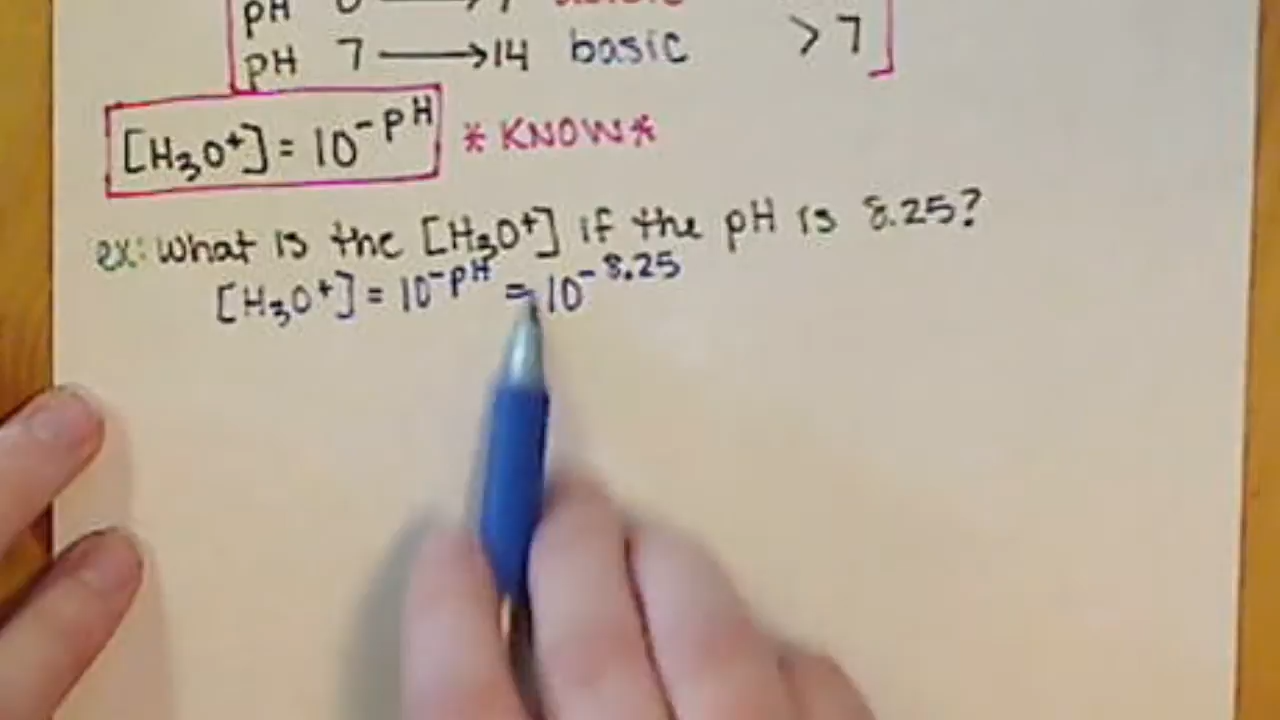 pH
pH 7 → 14 basic > 7
[H₃O⁺] = 10⁻ᵖᴴ *KNOW*
ex: What is the [H₃O⁺] if the pH is 8.25?
[H₃O⁺] = 10⁻ᵖᴴ = 10⁻⁸·²⁵